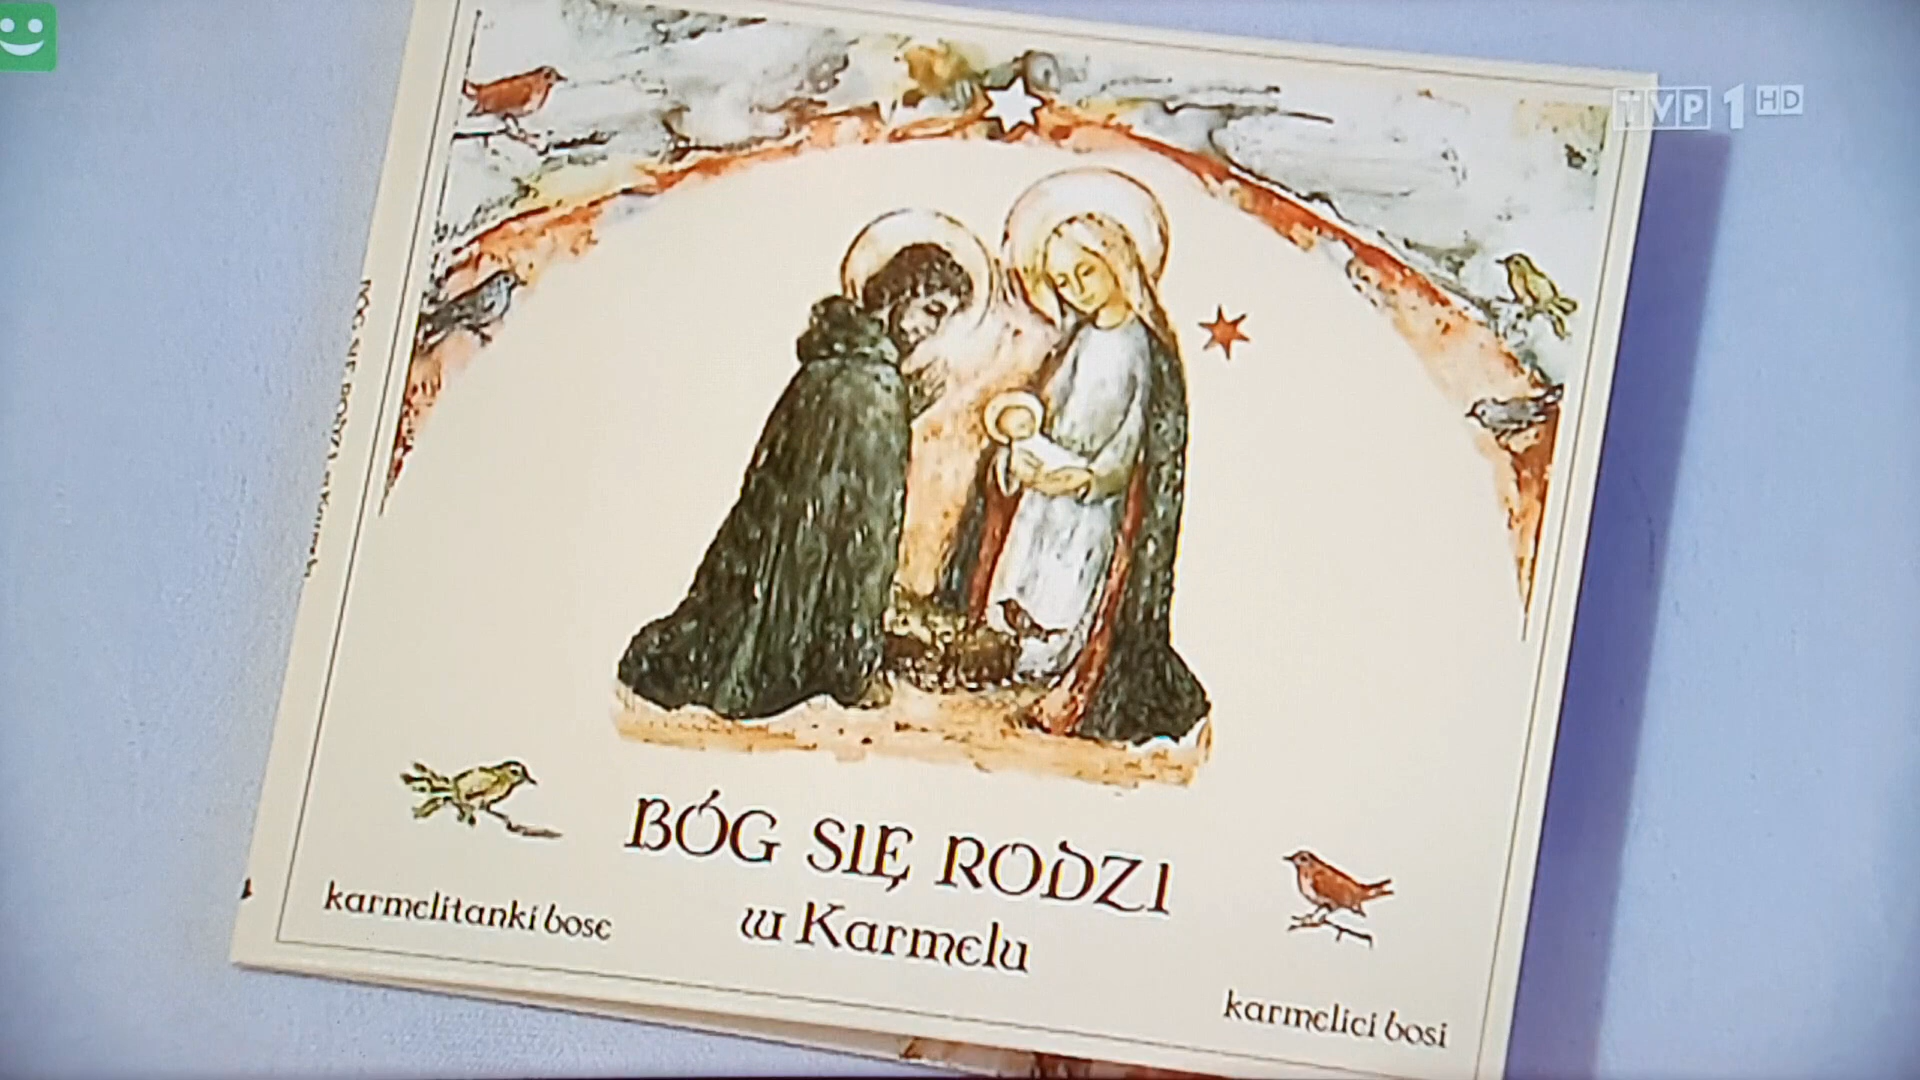 TVP 1 HD
BÓG SIĘ RODZI
w Karmelu
karmelitanki bose
karmelici bosi